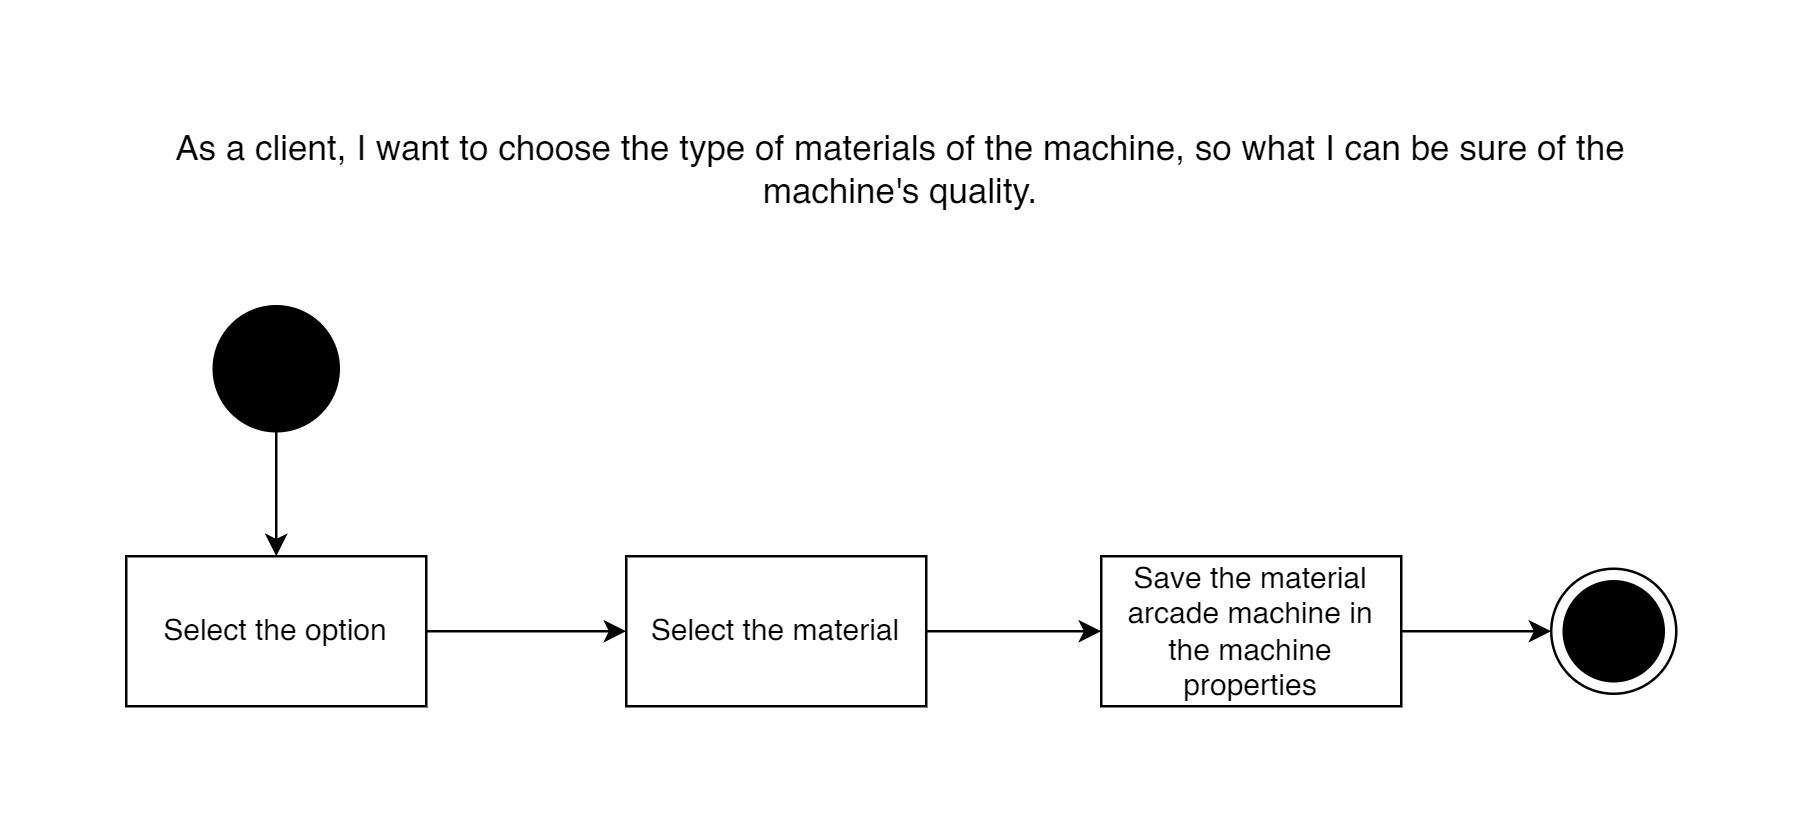 As a client, I want to choose the type of materials of the machine, so what I can be sure of the
machine's quality.
Select the option
Select the material
Save the material
arcade machine in
the machine
properties